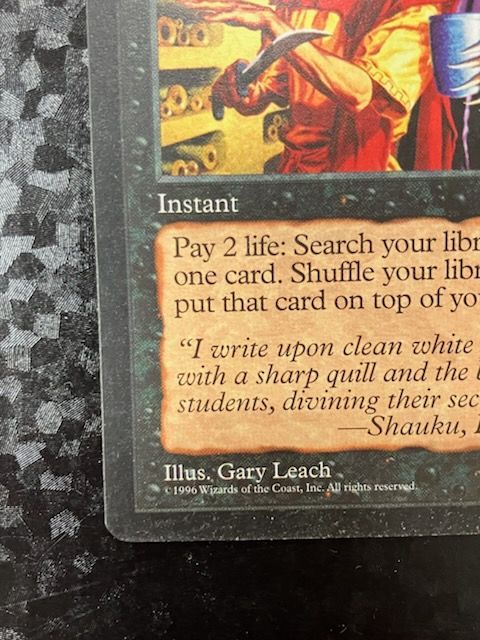 Instant
Pay 2 life: Search your libr
one card. Shuffle your libr
put that card on top of yo
“I write upon clean white
with a sharp quill and the b
students, divining their sec
—Shauku,
Illus. Gary Leach
©1996 Wizards of the Coast, Inc. All rights reserved.